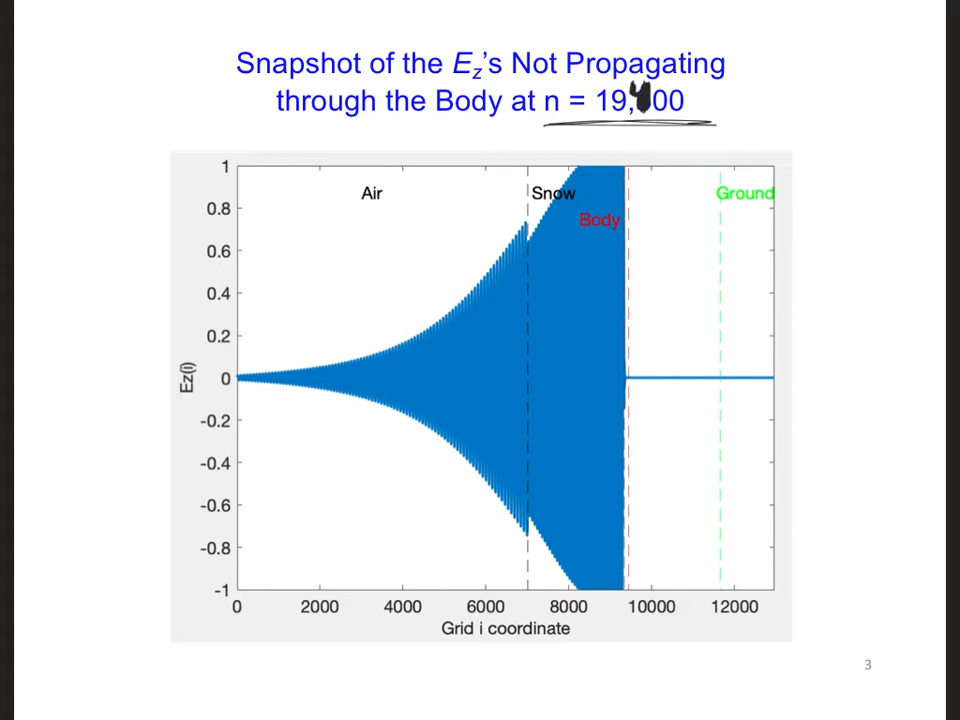 Snapshot of the Ez's Not Propagating
through the Body at n = 19,400
Air
Snow
Body
Ground
1
0.8
0.6
0.4
0.2
0
-0.2
-0.4
-0.6
-0.8
-1
Ez(i)
0 2000 4000 6000 8000 10000 12000
Grid i coordinate
3